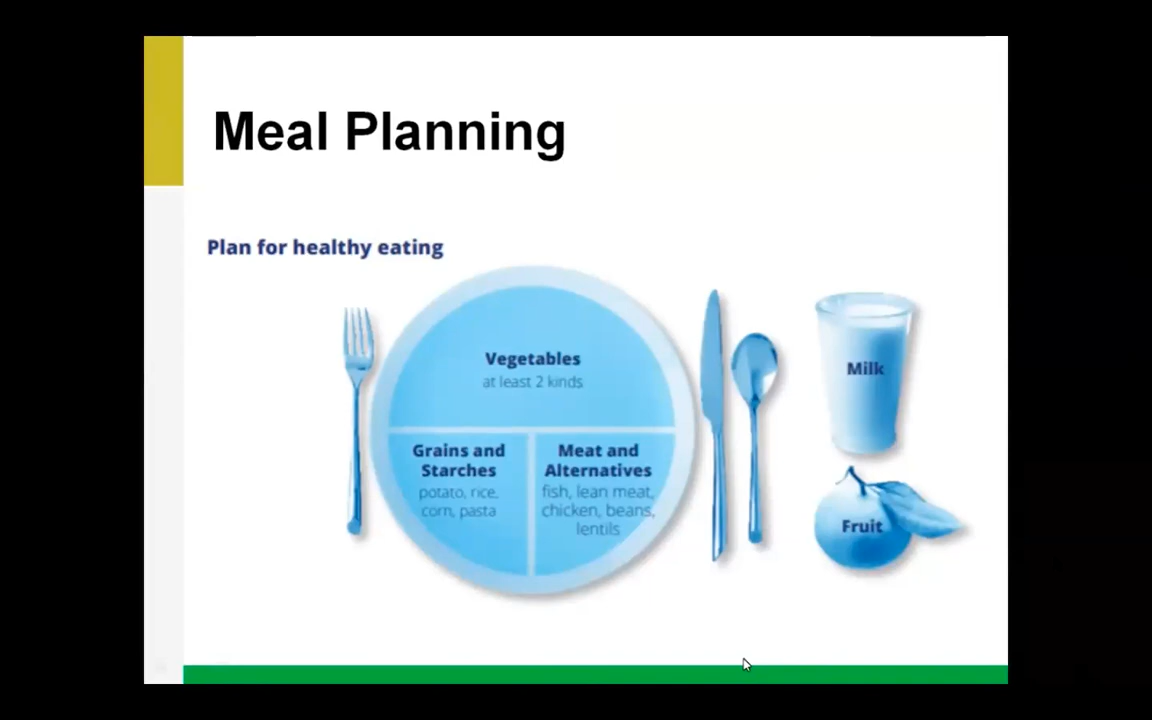 Meal Planning
Plan for healthy eating
Vegetables
at least 2 kinds
Grains and
Starches
potato, rice,
corn, pasta
Meat and
Alternatives
fish, lean meat,
chicken, beans,
lentils
Milk
Fruit